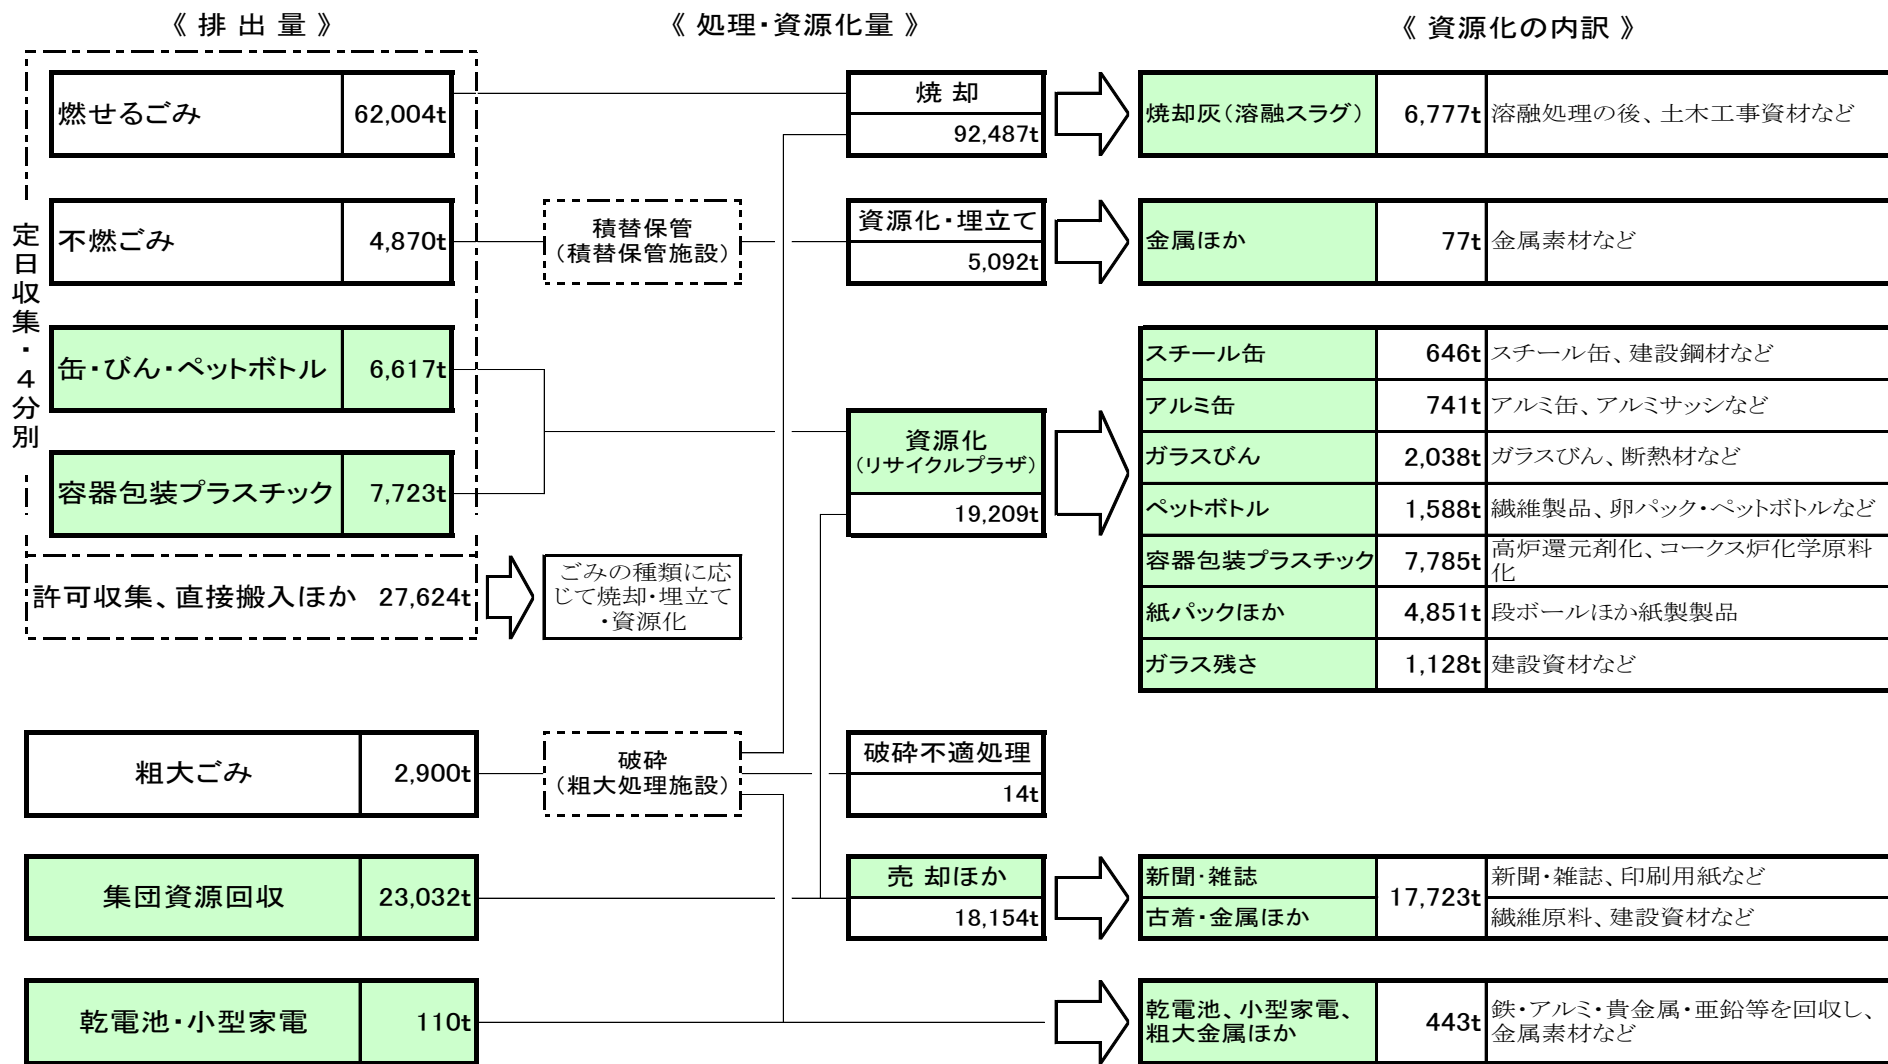 《 排 出 量 》
《 処理・資源化量 》
《 資源化の内訳 》
定日収集・4分別
燃せるごみ 62,004t
焼 却
92,487t
焼却灰(溶融スラグ) 6,777t 溶融処理の後、土木工事資材など
不燃ごみ 4,870t
積替保管
(積替保管施設)
資源化・埋立て
5,092t
金属ほか 77t 金属素材など
缶・びん・ペットボトル 6,617t
容器包装プラスチック 7,723t
資源化
(リサイクルプラザ)
19,209t
スチール缶 646t スチール缶、建設鋼材など
アルミ缶 741t アルミ缶、アルミサッシなど
ガラスびん 2,038t ガラスびん、断熱材など
ペットボトル 1,588t 繊維製品、卵パック・ペットボトルなど
容器包装プラスチック 7,785t 高炉還元剤化、コークス炉化学原料
化
紙パックほか 4,851t 段ボールほか紙製製品
ガラス残さ 1,128t 建設資材など
許可収集、直接搬入ほか 27,624t
ごみの種類に応
じて焼却・埋立て
・資源化
粗大ごみ 2,900t
破砕
(粗大処理施設)
破砕不適処理
14t
集団資源回収 23,032t
売 却ほか
18,154t
新聞・雑誌 17,723t 新聞・雑誌、印刷用紙など
古着・金属ほか 繊維原料、建設資材など
乾電池・小型家電 110t
乾電池、小型家電、
粗大金属ほか
443t
鉄・アルミ・貴金属・亜鉛等を回収し、
金属素材など